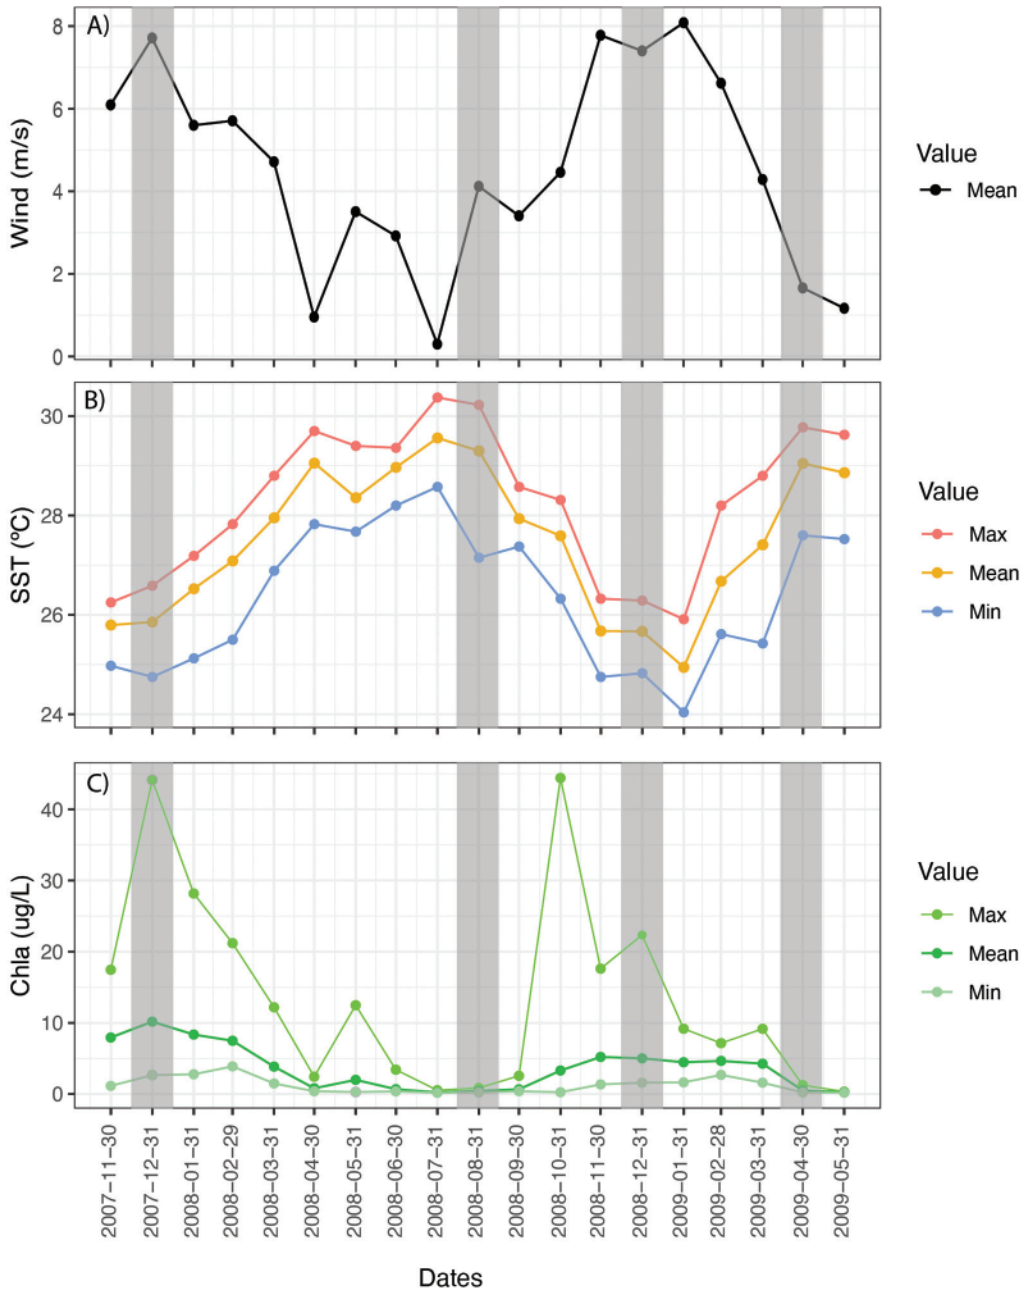 A)
8
6
4
2
0
Wind (m/s)
Value
Mean
B)
30
28
26
24
SST (ºC)
Value
Max
Mean
Min
C)
40
30
20
10
0
Chla (ug/L)
Value
Max
Mean
Min
2007-11-30
2007-12-31
2008-01-31
2008-02-29
2008-03-31
2008-04-30
2008-05-31
2008-06-30
2008-07-31
2008-08-31
2008-09-30
2008-10-31
2008-11-30
2008-12-31
2009-01-31
2009-02-28
2009-03-31
2009-04-30
2009-05-31
Dates